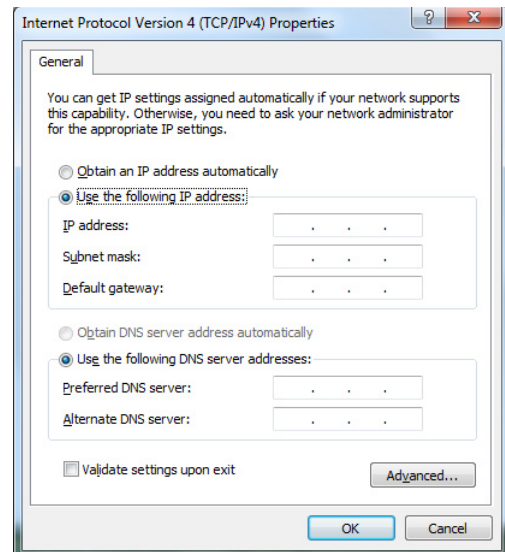 Internet Protocol Version 4 (TCP/IPv4) Properties
General
You can get IP settings assigned automatically if your network supports
this capability. Otherwise, you need to ask your network administrator
for the appropriate IP settings.
Obtain an IP address automatically
Use the following IP address:
IP address: . . .
Subnet mask: . . .
Default gateway: . . .
Obtain DNS server address automatically
Use the following DNS server addresses:
Preferred DNS server: . . .
Alternate DNS server: . . .
Validate settings upon exit
Advanced...
OK Cancel